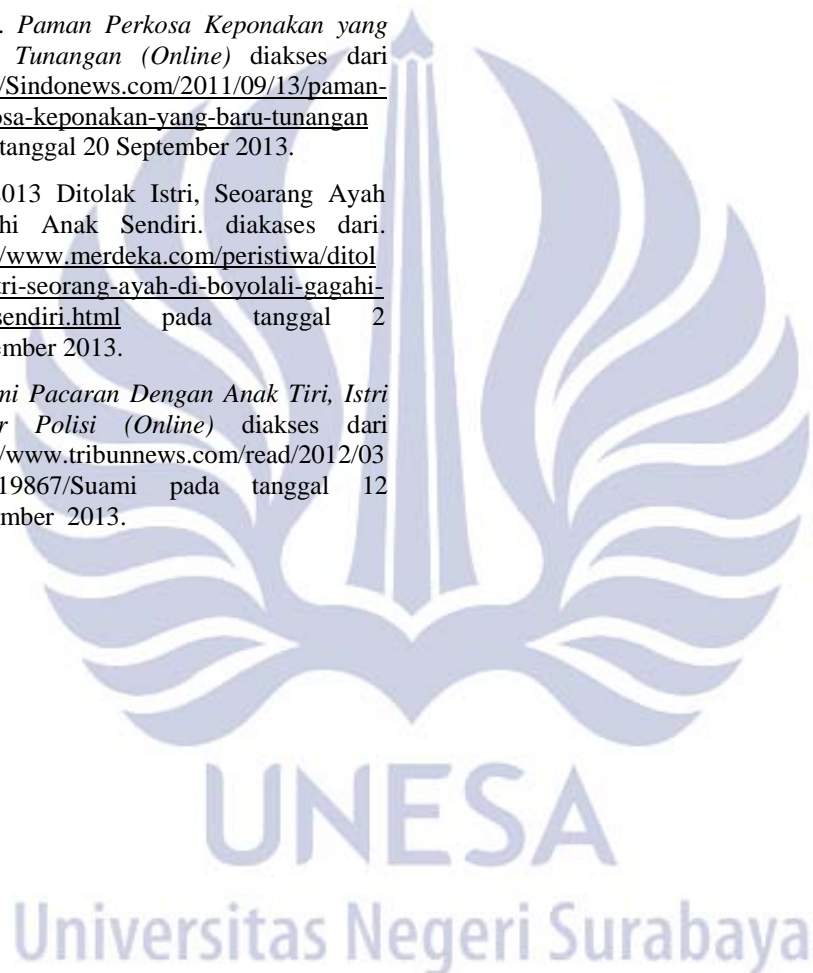 . Paman Perkosa Keponakan yang
Tunangan (Online) diakses dari
/Sindonews.com/2011/09/13/paman-
osa-keponakan-yang-baru-tunangan
tanggal 20 September 2013.
013 Ditolak Istri, Seoarang Ayah
hi Anak Sendiri. diakases dari.
/www.merdeka.com/peristiwa/ditol
tri-seorang-ayah-di-boyolali-gagahi-
sendiri.html pada tanggal 2
ember 2013.
mi Pacaran Dengan Anak Tiri, Istri
r Polisi (Online) diakses dari
/www.tribunnews.com/read/2012/03
19867/Suami pada tanggal 12
mber 2013.
UNESA
Universitas Negeri Surabaya